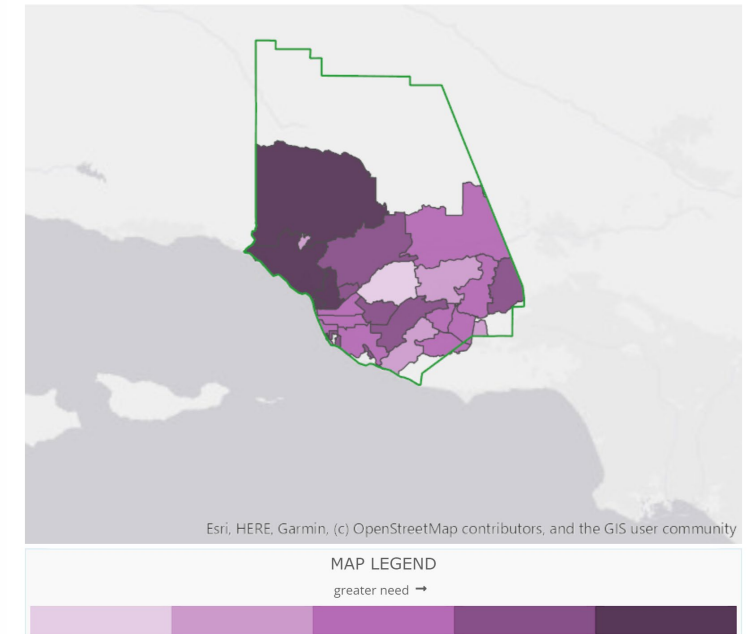 Esri, HERE, Garmin, (c) OpenStreetMap contributors, and the GIS user community
MAP LEGEND
greater need →